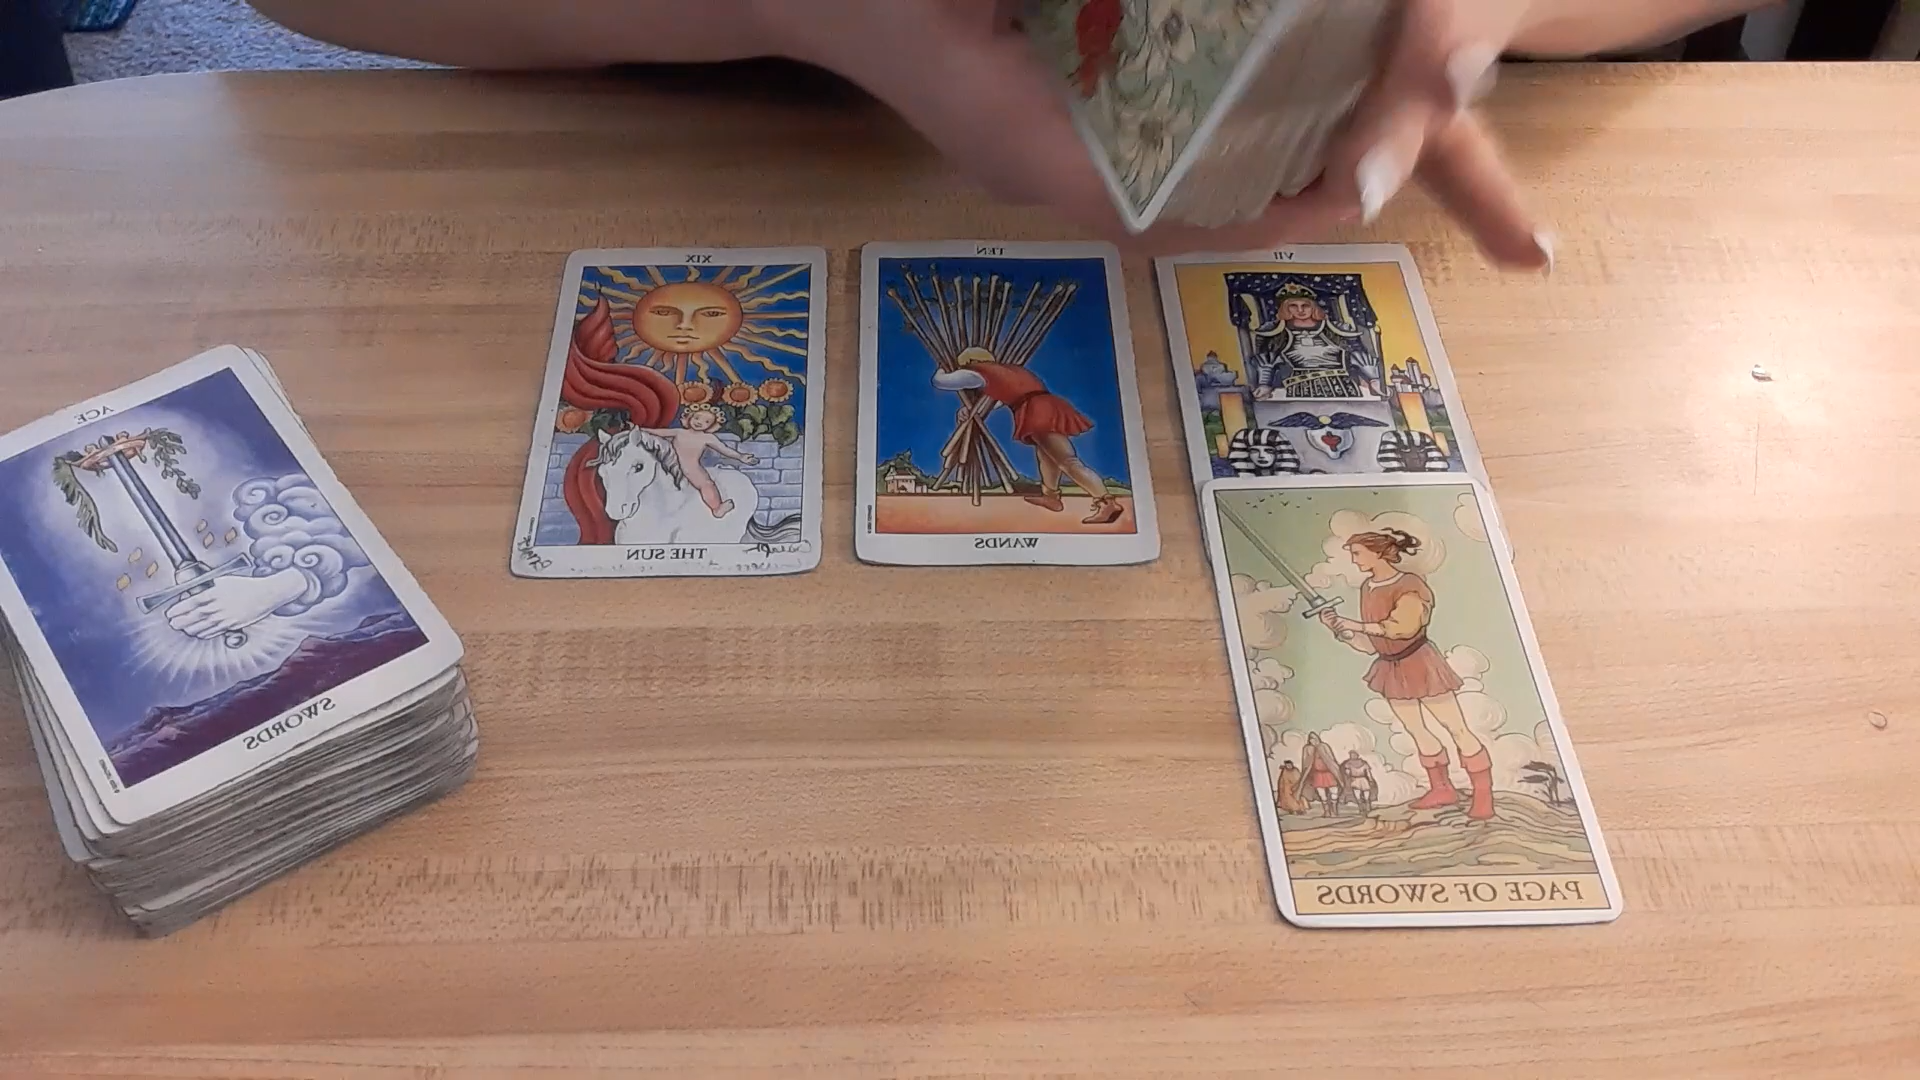 ACE
SWORDS
XIX
THE SUN
TEN
WANDS
VII
PAGE OF SWORDS